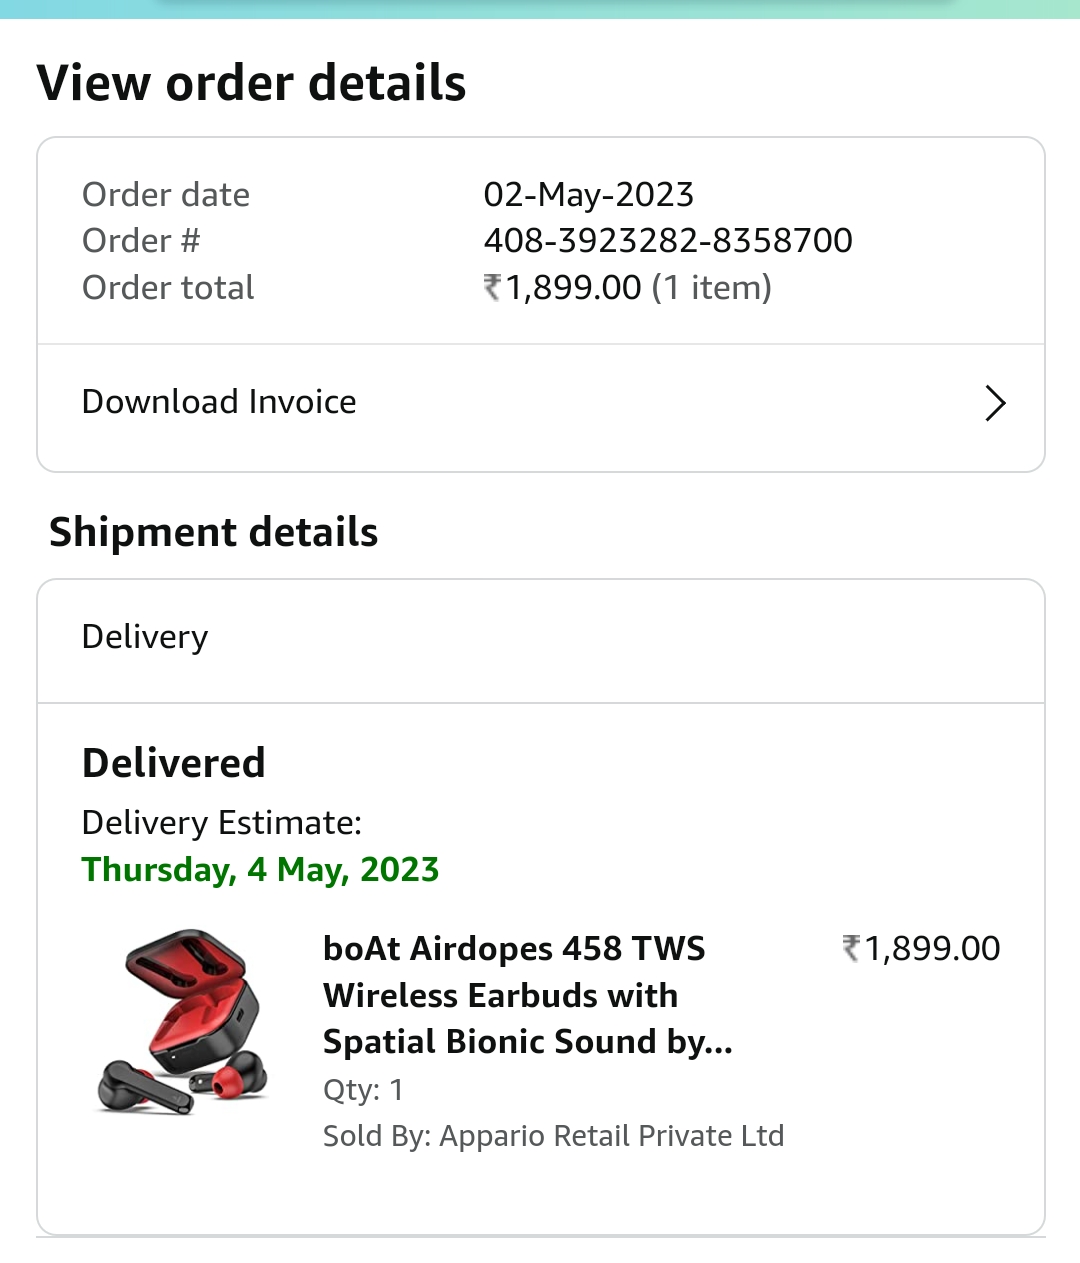 View order details
Order date 02-May-2023
Order # 408-3923282-8358700
Order total ₹1,899.00 (1 item)
Download Invoice
Shipment details
Delivery
Delivered
Delivery Estimate:
Thursday, 4 May, 2023
boAt Airdopes 458 TWS ₹1,899.00
Wireless Earbuds with
Spatial Bionic Sound by...
Qty: 1
Sold By: Appario Retail Private Ltd